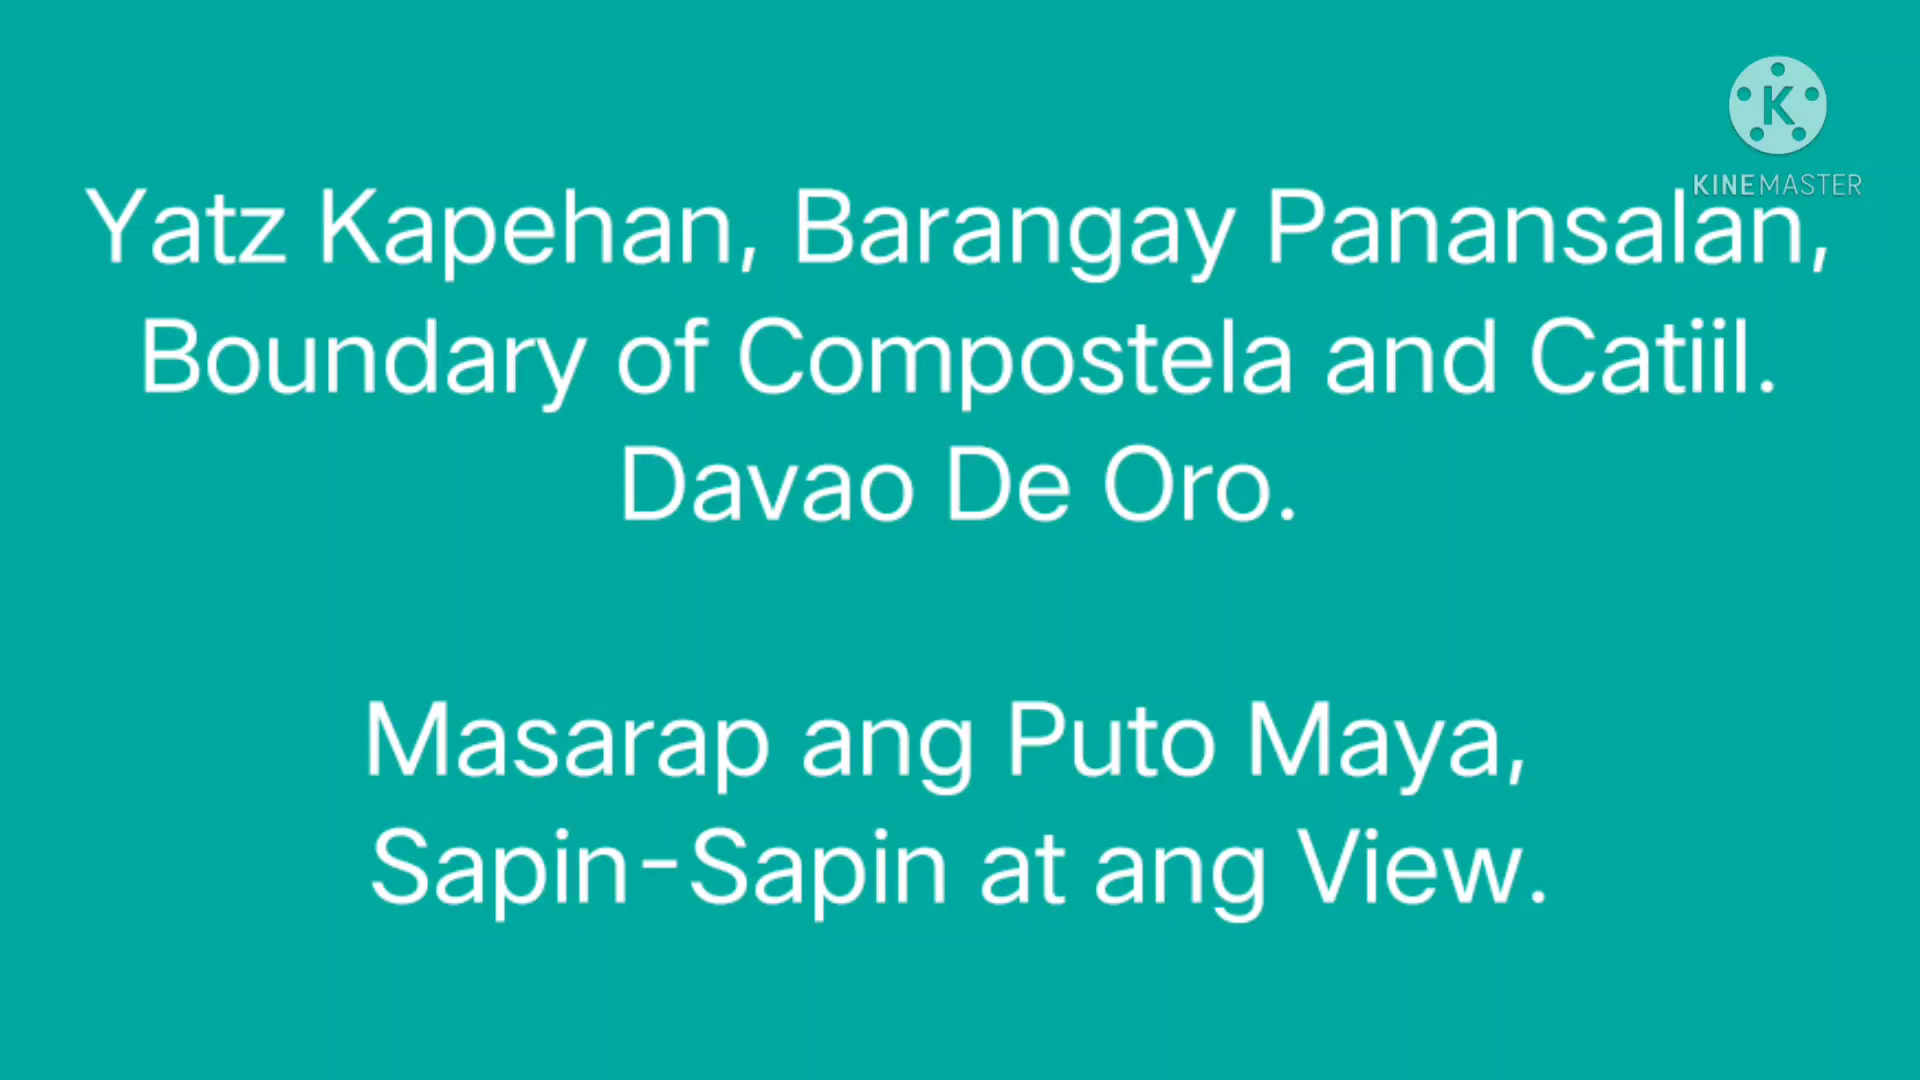 K
KINEMASTER
Yatz Kapehan, Barangay Panansalan,
Boundary of Compostela and Catiil.
Davao De Oro.
Masarap ang Puto Maya,
Sapin-Sapin at ang View.